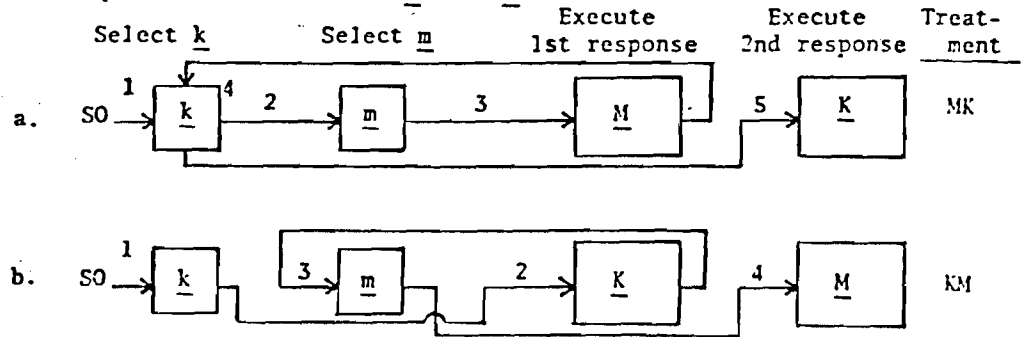 Execute Execute Treat-
Select k Select m 1st response 2nd response ment
1 4 2 3 5
a. SO k m M K MK
1 3 2 4
b. SO k m K M KM